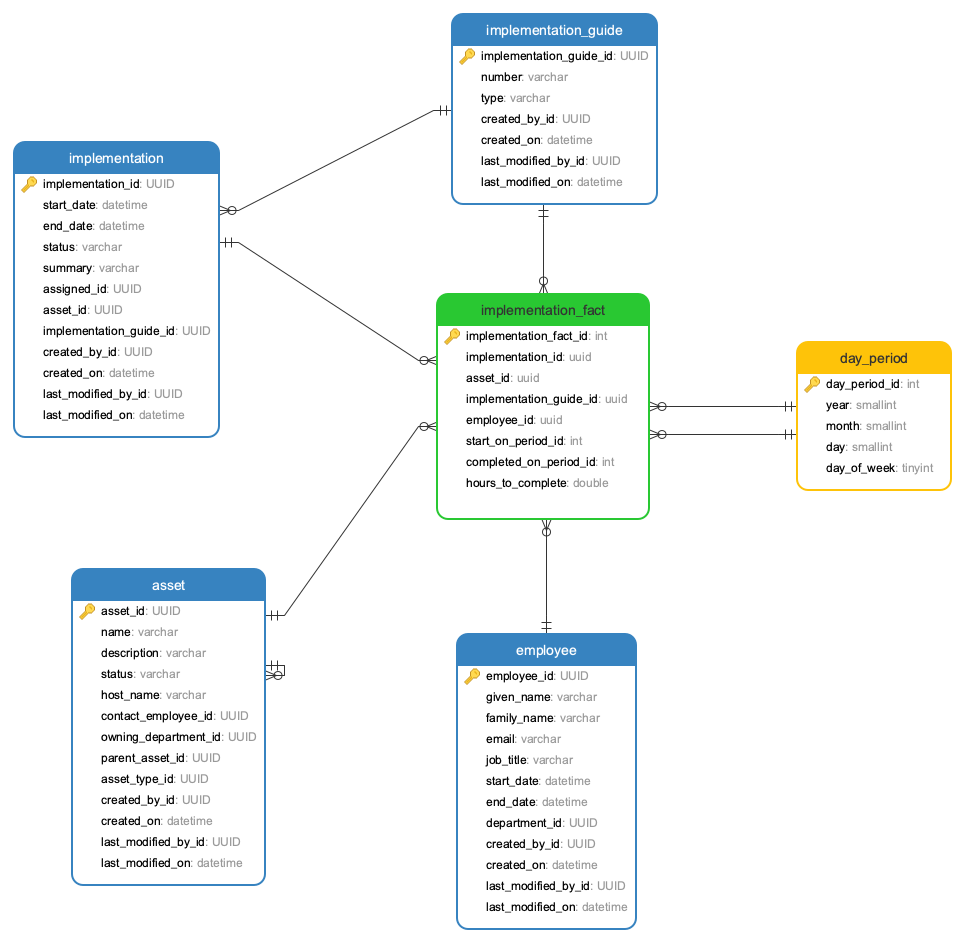 implementation_guide
implementation_guide_id: UUID
number: varchar
type: varchar
created_by_id: UUID
created_on: datetime
last_modified_by_id: UUID
last_modified_on: datetime
implementation
implementation_id: UUID
start_date: datetime
end_date: datetime
status: varchar
summary: varchar
assigned_id: UUID
asset_id: UUID
implementation_guide_id: UUID
created_by_id: UUID
created_on: datetime
last_modified_by_id: UUID
last_modified_on: datetime
implementation_fact
implementation_fact_id: int
implementation_id: uuid
asset_id: uuid
implementation_guide_id: uuid
employee_id: uuid
start_on_period_id: int
completed_on_period_id: int
hours_to_complete: double
day_period
day_period_id: int
year: smallint
month: smallint
day: smallint
day_of_week: tinyint
asset
asset_id: UUID
name: varchar
description: varchar
status: varchar
host_name: varchar
contact_employee_id: UUID
owning_department_id: UUID
parent_asset_id: UUID
asset_type_id: UUID
created_by_id: UUID
created_on: datetime
last_modified_by_id: UUID
last_modified_on: datetime
employee
employee_id: UUID
given_name: varchar
family_name: varchar
email: varchar
job_title: varchar
start_date: datetime
end_date: datetime
department_id: UUID
created_by_id: UUID
created_on: datetime
last_modified_by_id: UUID
last_modified_on: datetime